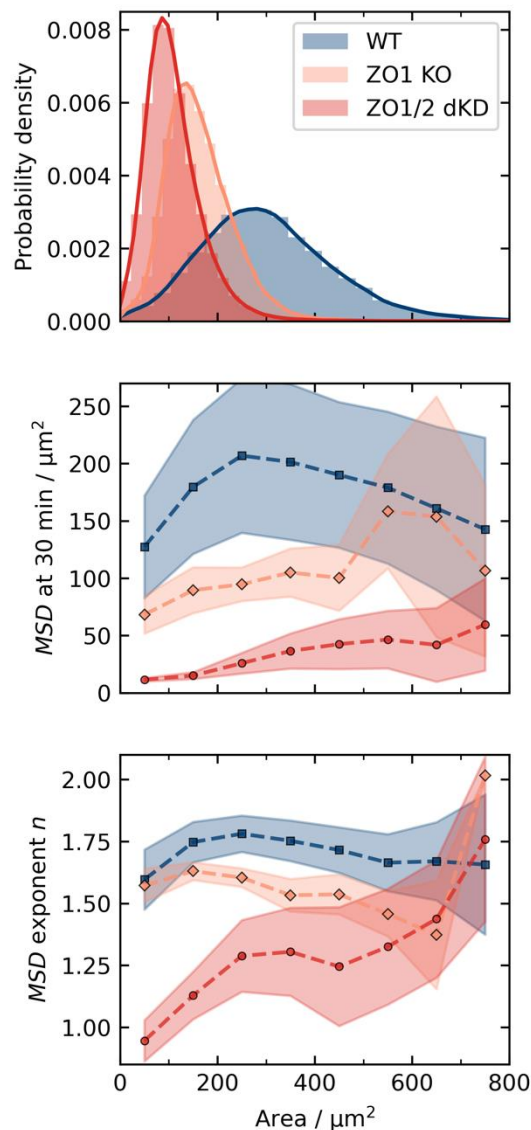 0.008
0.006
0.004
0.002
0.000
Probability density
WT
ZO1 KO
ZO1/2 dKD
250
200
150
100
50
0
MSD at 30 min / μm²
2.00
1.75
1.50
1.25
1.00
MSD exponent n
0 200 400 600 800
Area / μm²